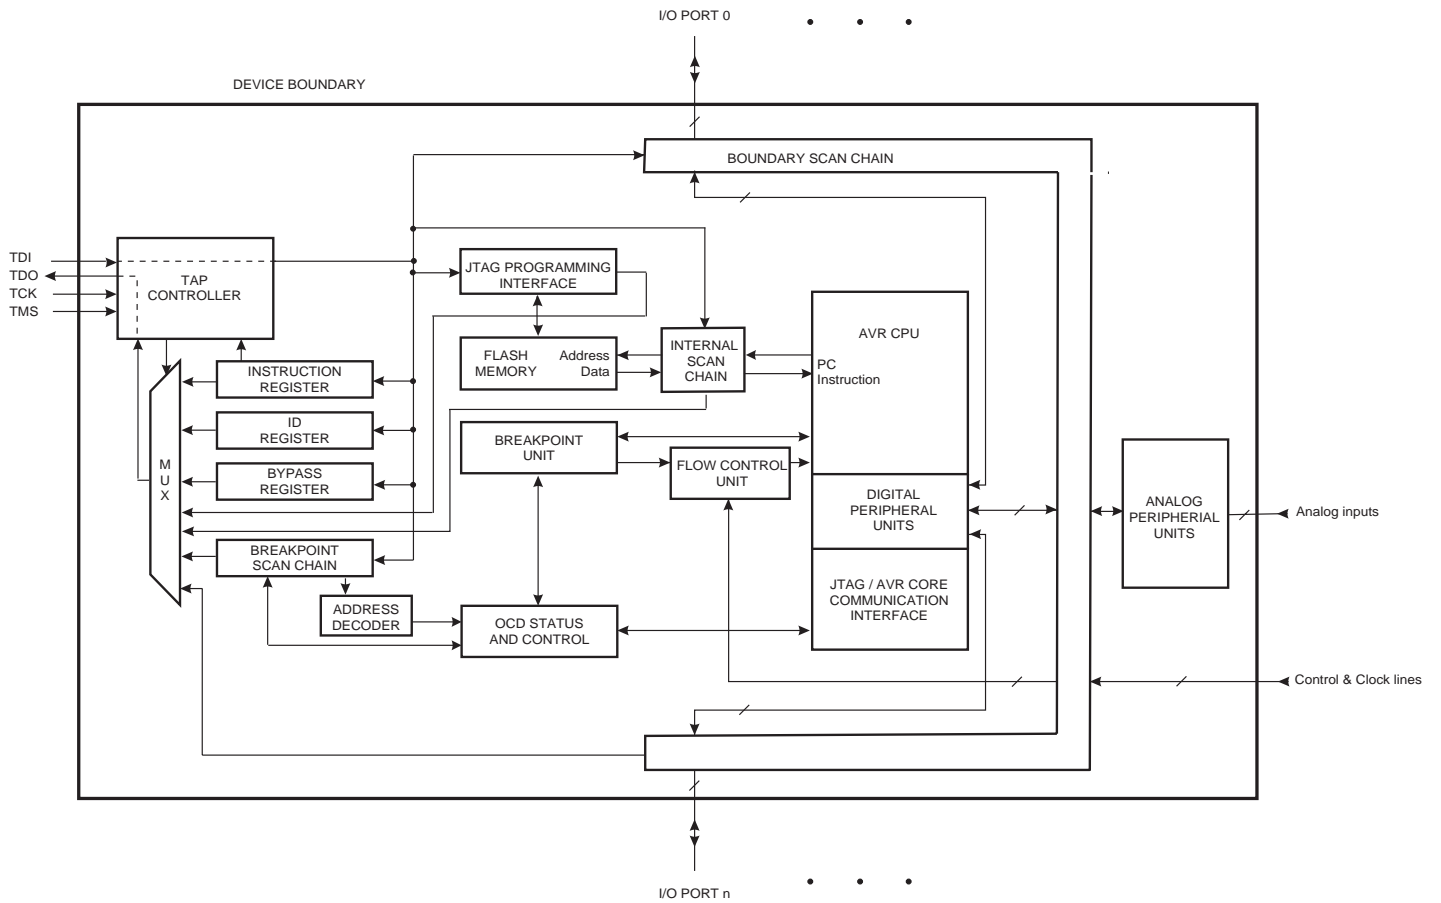 I/O PORT 0
DEVICE BOUNDARY
BOUNDARY SCAN CHAIN
TDI
TDO
TCK
TMS
TAP
CONTROLLER
JTAG PROGRAMMING
INTERFACE
FLASH
MEMORY
Address
Data
INTERNAL
SCAN
CHAIN
AVR CPU
PC
Instruction
INSTRUCTION
REGISTER
ID
REGISTER
BYPASS
REGISTER
M
U
X
BREAKPOINT
UNIT
FLOW CONTROL
UNIT
DIGITAL
PERIPHERAL
UNITS
ANALOG
PERIPHERIAL
UNITS
Analog inputs
BREAKPOINT
SCAN CHAIN
ADDRESS
DECODER
OCD STATUS
AND CONTROL
JTAG / AVR CORE
COMMUNICATION
INTERFACE
Control & Clock lines
I/O PORT n